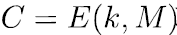 C = E(k, M)